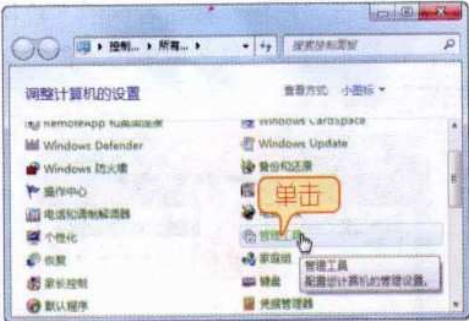 控制... ▸ 所有... ▸
搜索控制面板
调整计算机的设置
查看方式: 小图标
RemoteApp 和桌面连接
Windows CardSpace
Windows Defender
Windows Update
Windows 防火墙
备份和还原
操作中心
单击
电话和调制解调器
个性化
管理工具
恢复
家庭组
管理工具
配置您计算机的管理设置。
家长控制
键盘
默认程序
凭据管理器